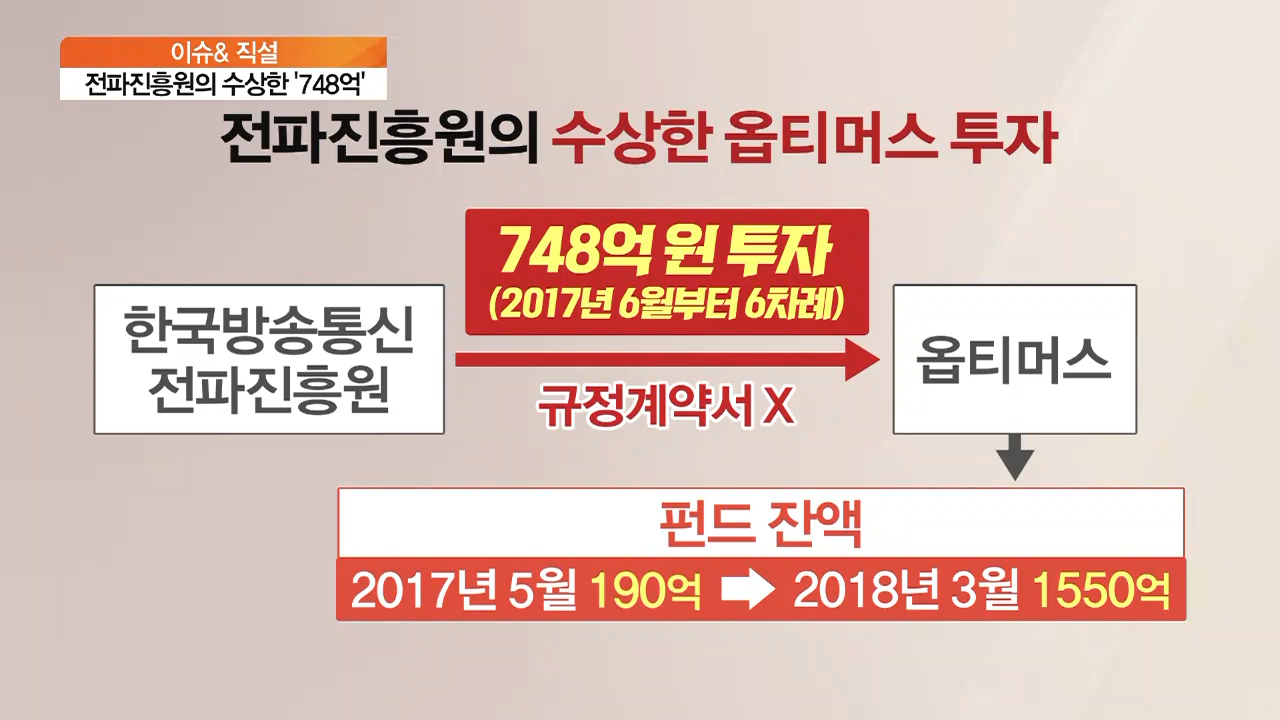 이슈& 직설
전파진흥원의 수상한 '748억'
전파진흥원의 수상한 옵티머스 투자
748억 원 투자
(2017년 6월부터 6차례)
한국방송통신
전파진흥원
규정계약서 X
옵티머스
펀드 잔액
2017년 5월 190억 2018년 3월 1550억